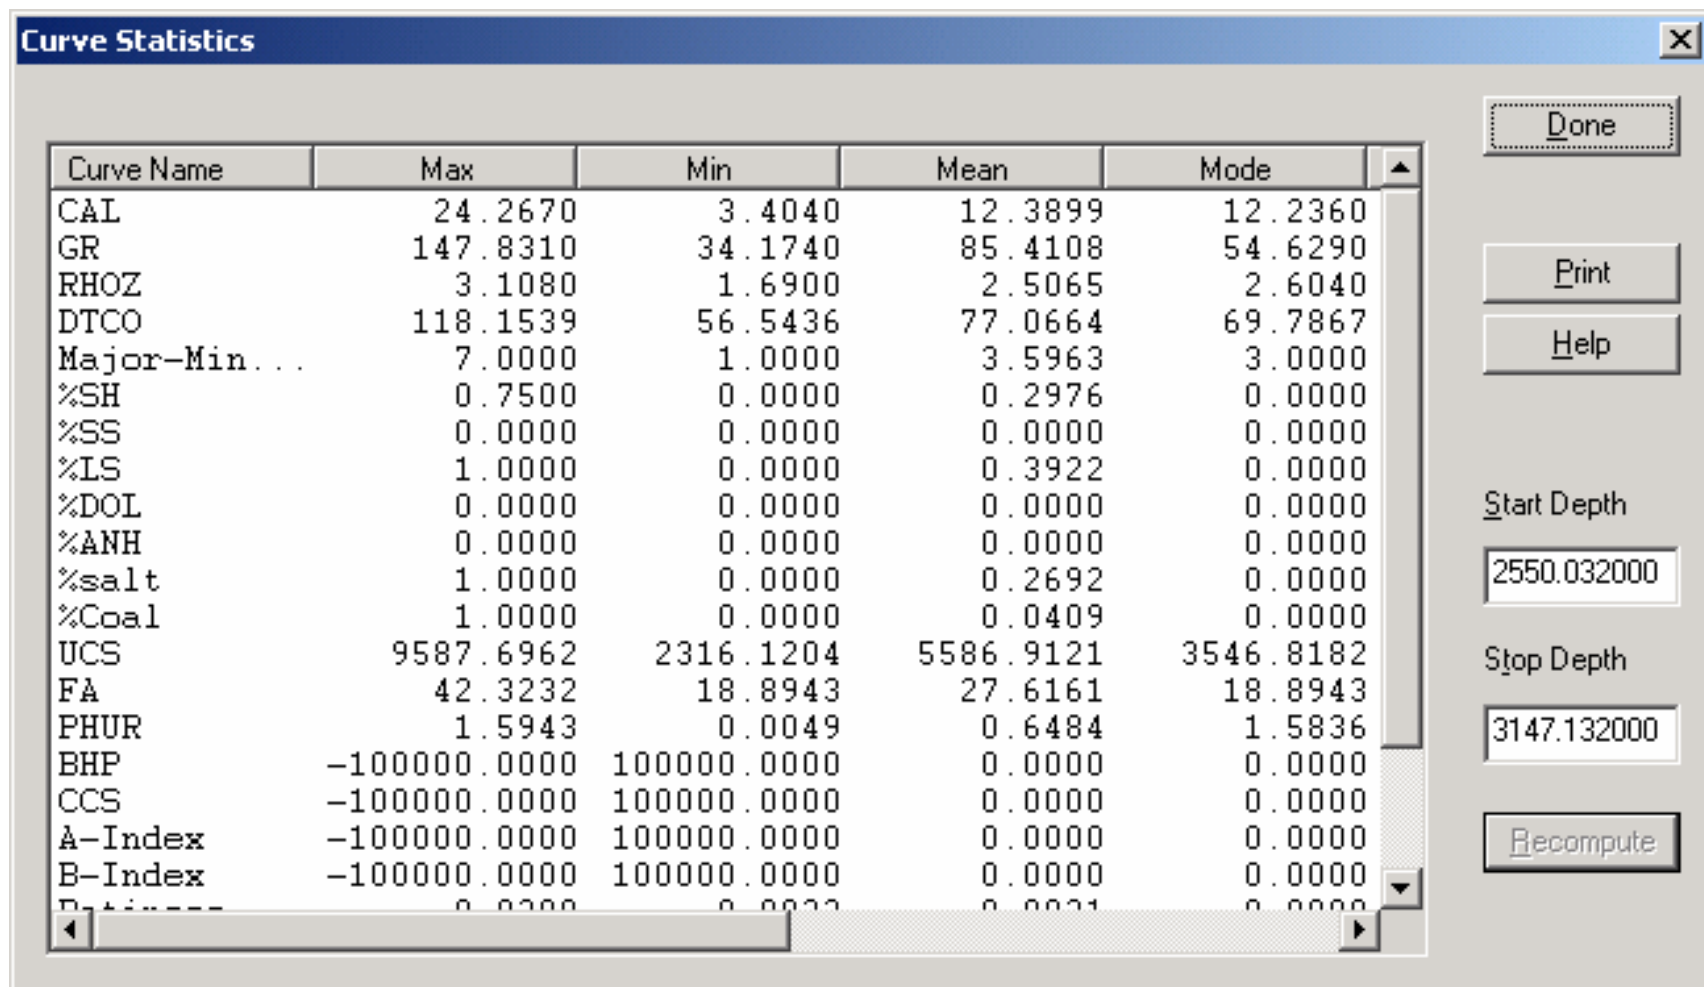 Curve Statistics
Done
Curve Name Max Min Mean Mode
CAL 24.2670 3.4040 12.3899 12.2360
GR 147.8310 34.1740 85.4108 54.6290
Print
RHOZ 3.1080 1.6900 2.5065 2.6040
DTCO 118.1539 56.5436 77.0664 69.7867
Help
Major-Min... 7.0000 1.0000 3.5963 3.0000
%SH 0.7500 0.0000 0.2976 0.0000
%SS 0.0000 0.0000 0.0000 0.0000
%LS 1.0000 0.0000 0.3922 0.0000
Start Depth
%DOL 0.0000 0.0000 0.0000 0.0000
%ANH 0.0000 0.0000 0.0000 0.0000
2550.032000
%salt 1.0000 0.0000 0.2692 0.0000
%Coal 1.0000 0.0000 0.0409 0.0000
UCS 9587.6962 2316.1204 5586.9121 3546.8182
Stop Depth
FA 42.3232 18.8943 27.6161 18.8943
PHUR 1.5943 0.0049 0.6484 1.5836
3147.132000
BHP -100000.0000 100000.0000 0.0000 0.0000
CCS -100000.0000 100000.0000 0.0000 0.0000
A-Index -100000.0000 100000.0000 0.0000 0.0000
Recompute
B-Index -100000.0000 100000.0000 0.0000 0.0000